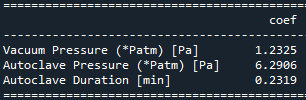 coef
Vacuum Pressure (*Patm) [Pa] 1.2325
Autoclave Pressure (*Patm) [Pa] 6.2906
Autoclave Duration [min] 0.2319